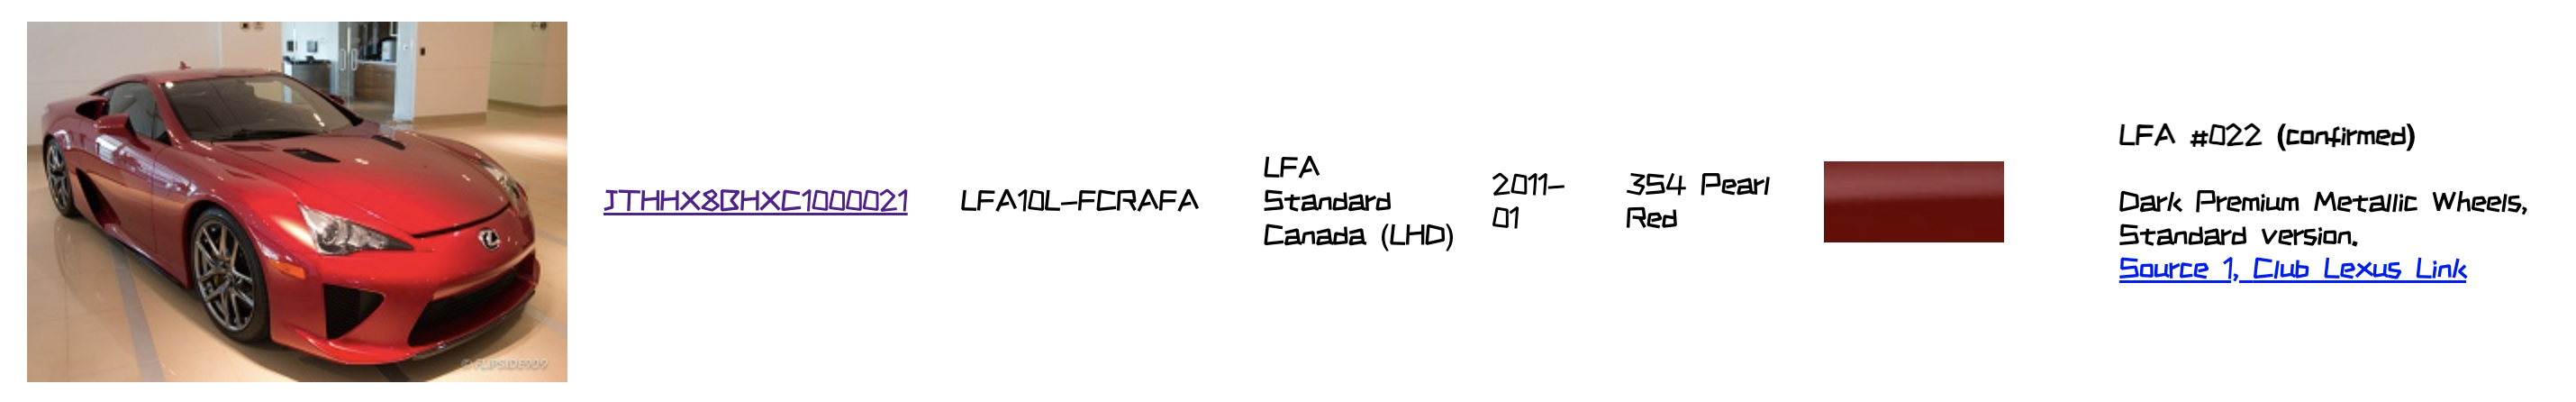 © FLIPSIDE909
JTHHX8BHXC1000021
LFA10L-FCRAFA
LFA
Standard
Canada (LHD)
2011-
01
354 Pearl
Red
LFA #022 (confirmed)
Dark Premium Metallic Wheels,
Standard version.
Source 1, Club Lexus Link